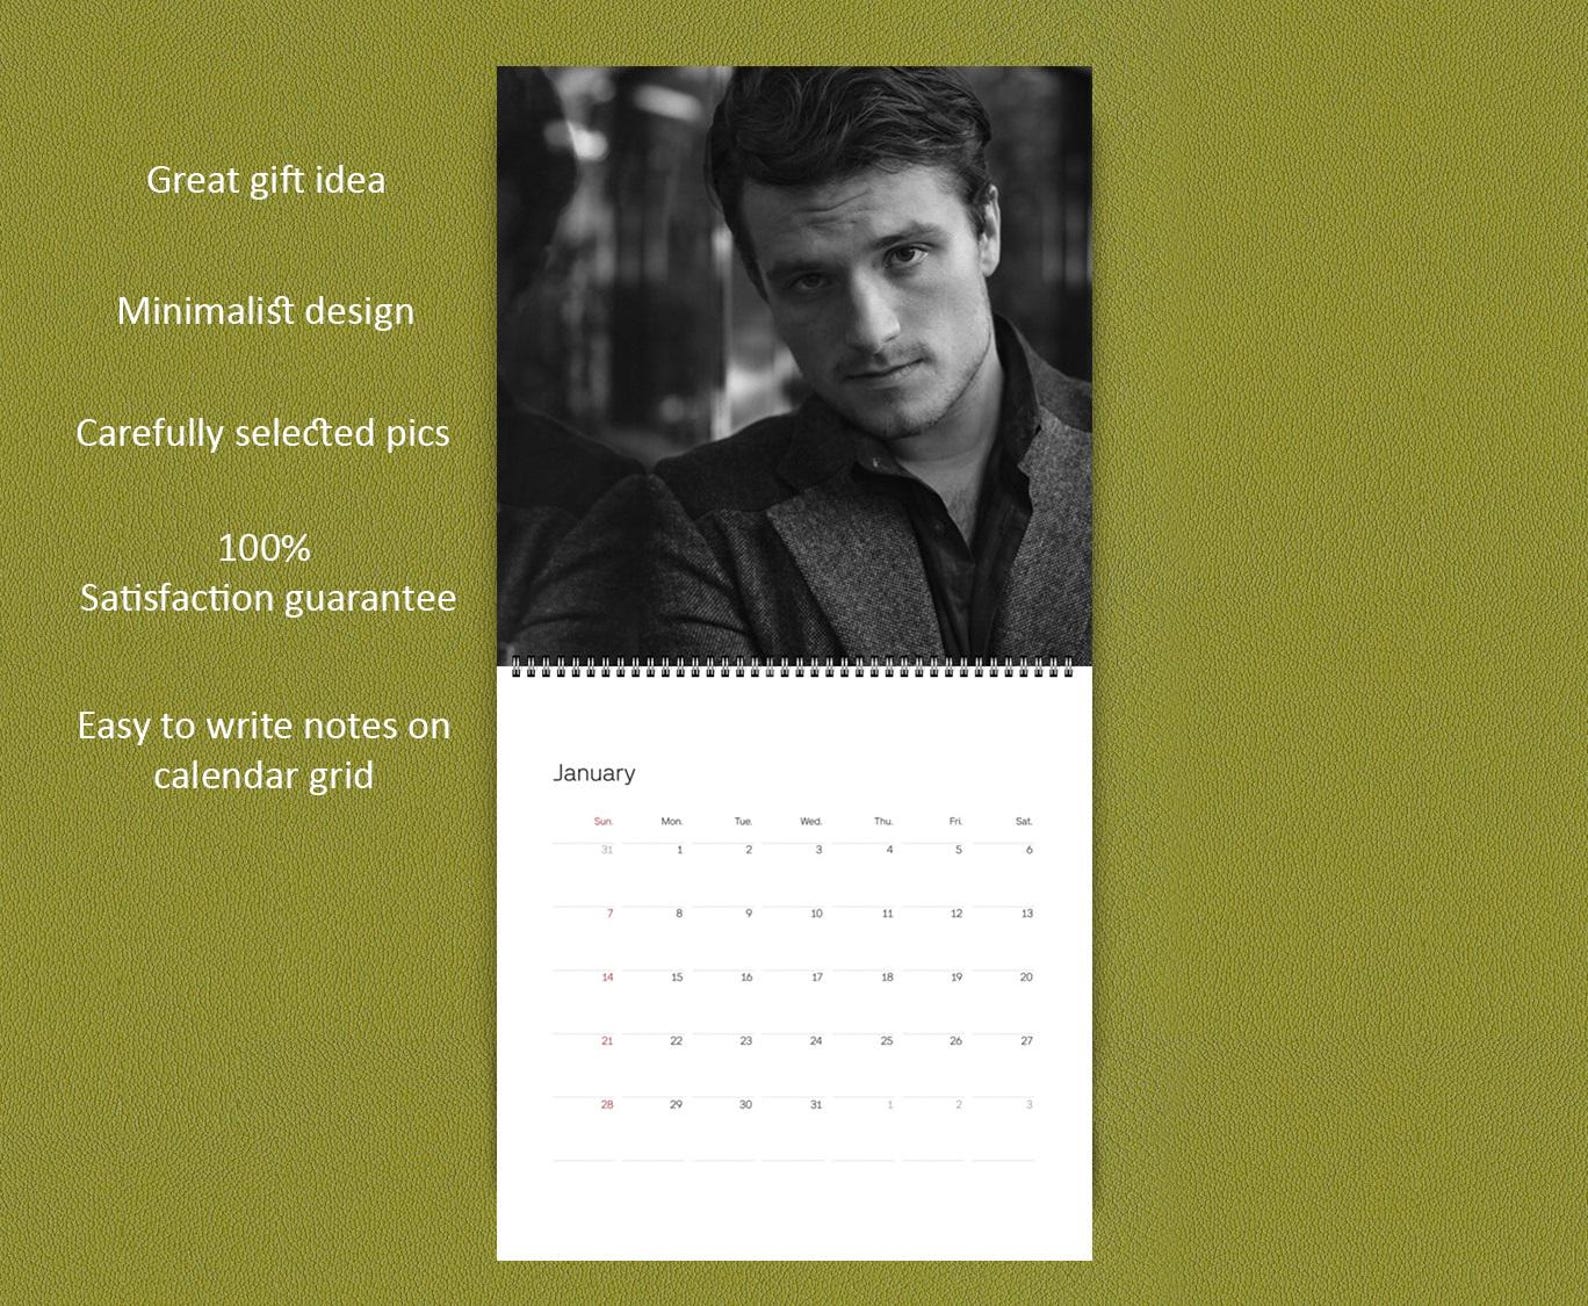 Great gift idea
Minimalist design
Carefully selected pics
100%
Satisfaction guarantee
Easy to write notes on
calendar grid
January
Sun. Mon. Tue. Wed. Thu. Fri. Sat.
31 1 2 3 4 5 6
7 8 9 10 11 12 13
14 15 16 17 18 19 20
21 22 23 24 25 26 27
28 29 30 31 1 2 3